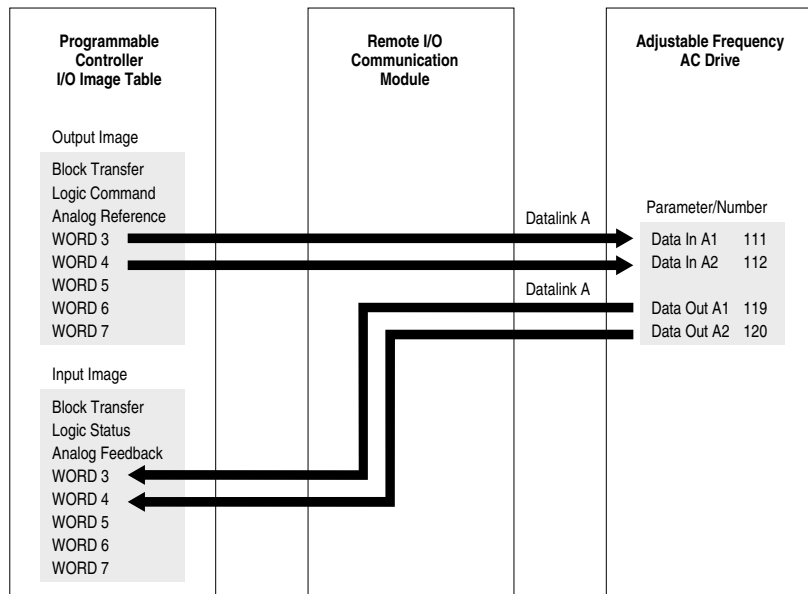 Programmable
Controller
I/O Image Table
Output Image
Block Transfer
Logic Command
Analog Reference
WORD 3
WORD 4
WORD 5
WORD 6
WORD 7
Input Image
Block Transfer
Logic Status
Analog Feedback
WORD 3
WORD 4
WORD 5
WORD 6
WORD 7
Remote I/O
Communication
Module
Datalink A
Datalink A
Adjustable Frequency
AC Drive
Parameter/Number
Data In A1 111
Data In A2 112
Data Out A1 119
Data Out A2 120